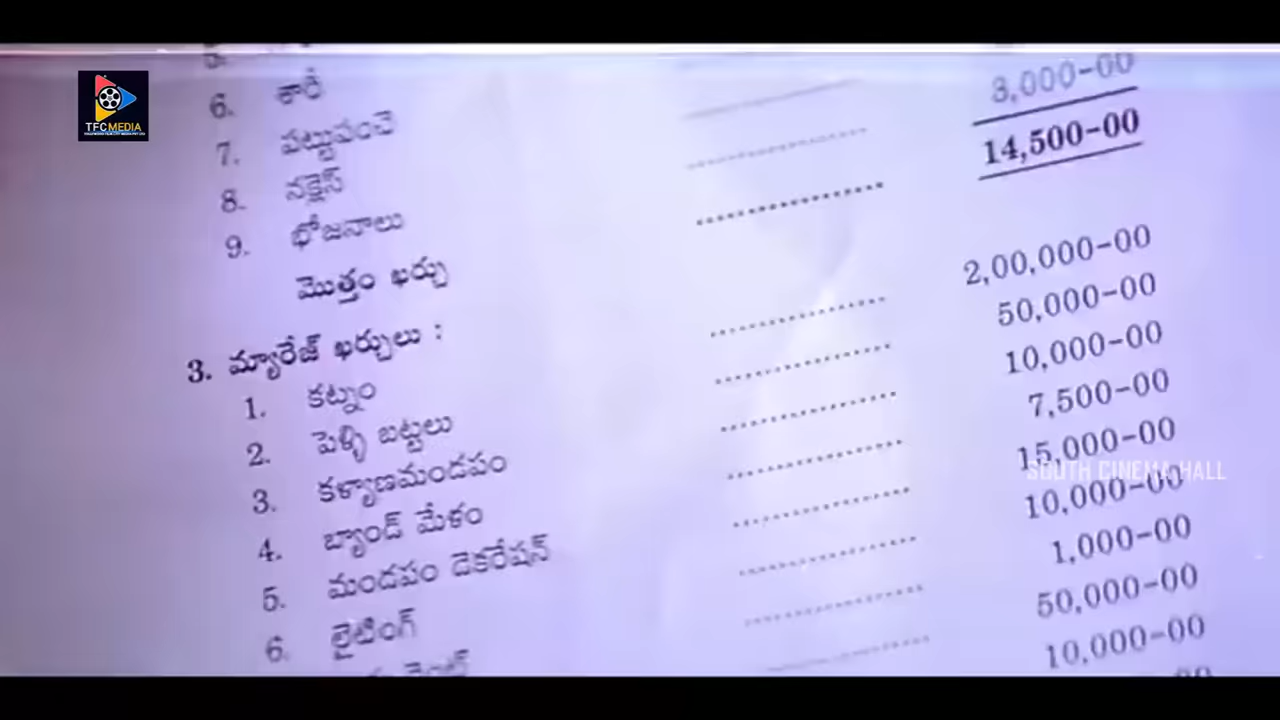 6. శారీ
7. పట్టుపంచె
8. నక్లెస్ ....................
9. భోజనాలు .................... 3,000-00
మొత్తం ఖర్చు .................... 14,500-00
3. మ్యారేజ్ ఖర్చులు :
1. కట్నం .................... 2,00,000-00
2. పెళ్ళి బట్టలు .................... 50,000-00
3. కళ్యాణమండపం .................... 10,000-00
4. బ్యాండ్ మేళం .................... 7,500-00
5. మండపం డెకరేషన్ .................... 15,000-00
6. లైటింగ్ .................... 10,000-00
.................... 1,000-00
.................... 50,000-00
10,000-00
TFCMEDIA
SOUTH CINEMA HALL